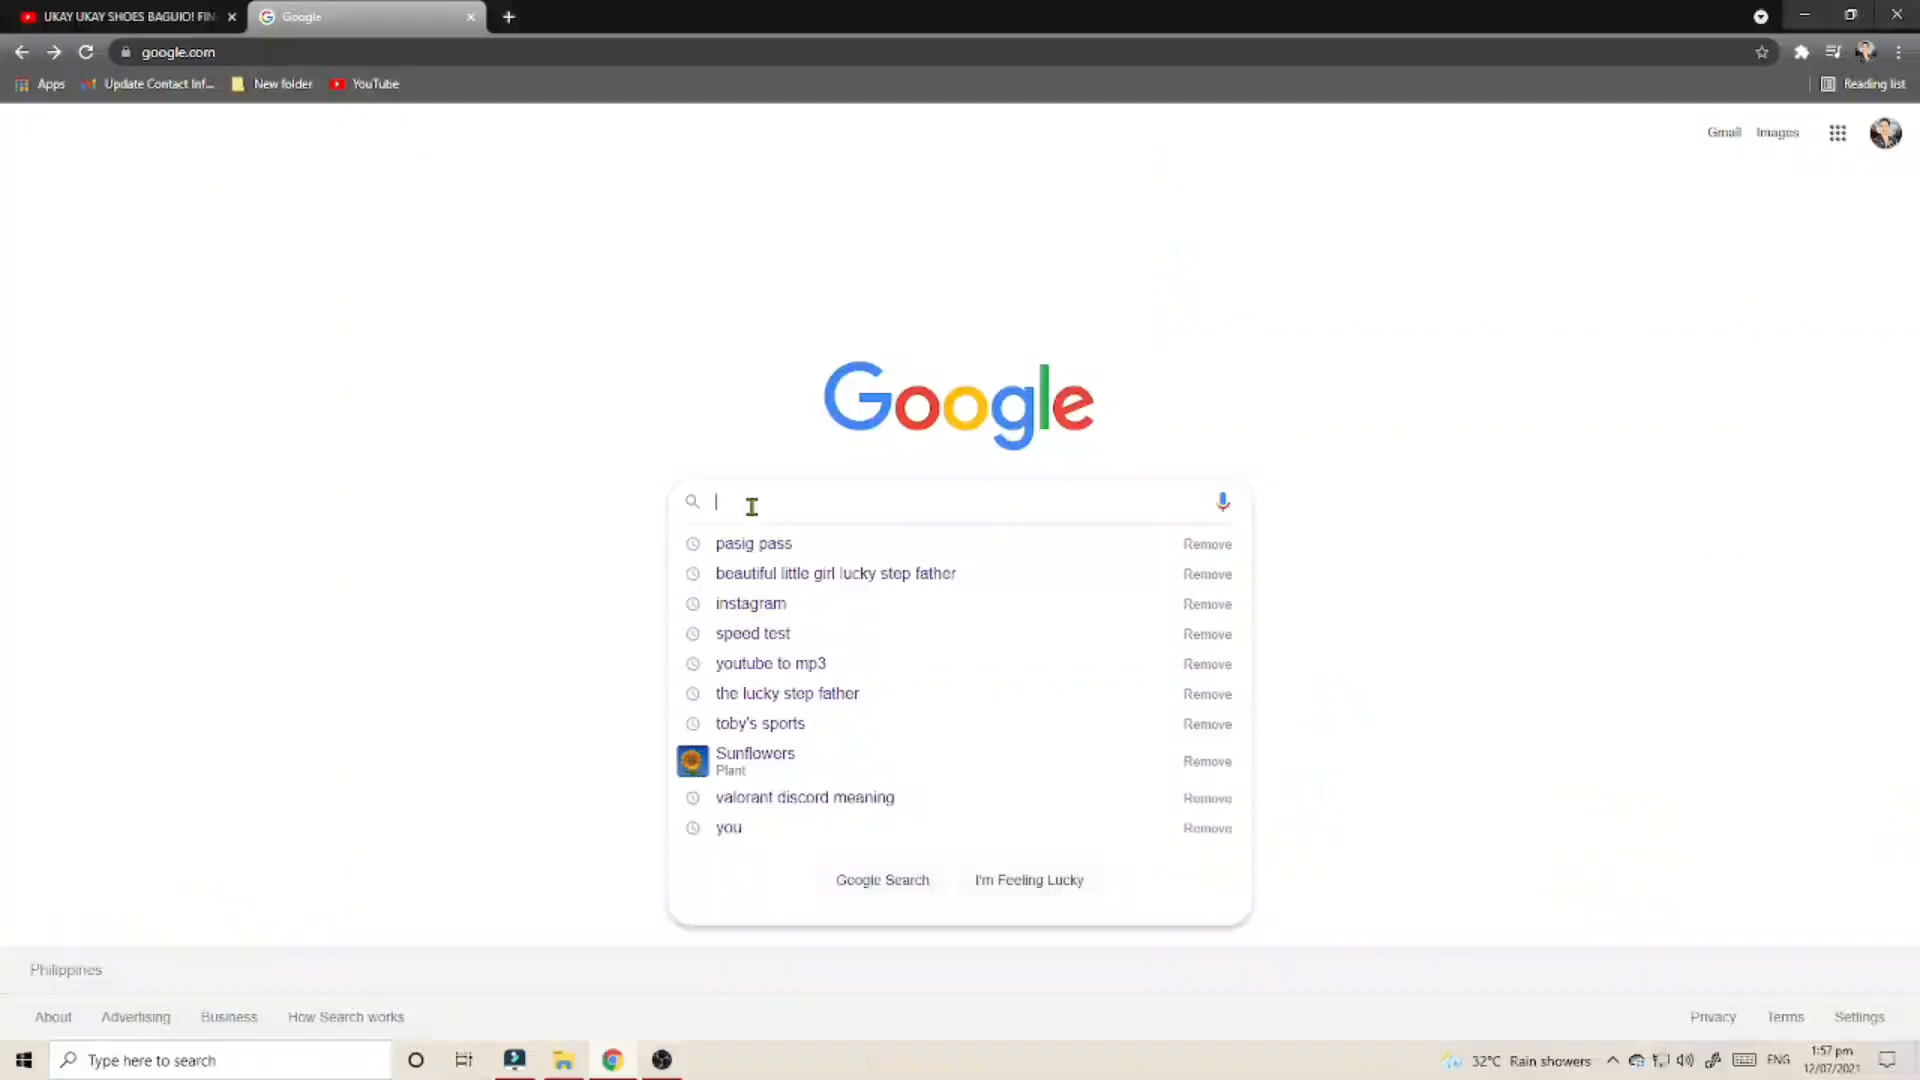 UKAY UKAY SHOES BAGUIO! FIN
Google
google.com
Apps
Update Contact Inf...
New folder
YouTube
Reading list
Gmail
Images
Google
pasig pass
Remove
beautiful little girl lucky step father
Remove
instagram
Remove
speed test
Remove
youtube to mp3
Remove
the lucky step father
Remove
toby's sports
Remove
Sunflowers
Plant
Remove
valorant discord meaning
Remove
you
Remove
Google Search
I'm Feeling Lucky
Philippines
About
Advertising
Business
How Search works
Privacy
Terms
Settings
Type here to search
32°C Rain showers
ENG
1:57 pm
12/07/2021